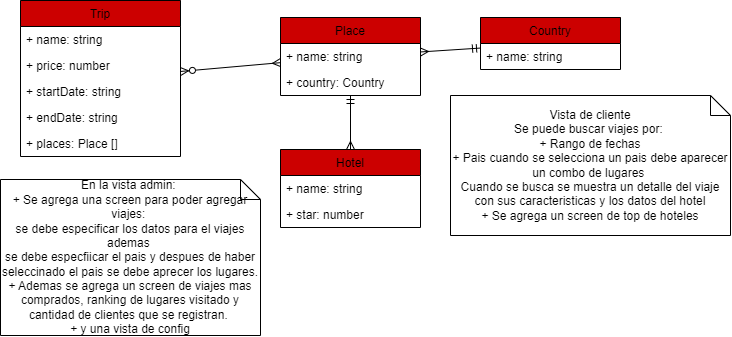 Trip
+ name: string
+ price: number
+ startDate: string
+ endDate: string
+ places: Place []
Place
+ name: string
+ country: Country
Country
+ name: string
Hotel
+ name: string
+ star: number
Vista de cliente
Se puede buscar viajes por:
+ Rango de fechas
+ Pais cuando se selecciona un pais debe aparecer
un combo de lugares
Cuando se busca se muestra un detalle del viaje
con sus caracteristicas y los datos del hotel
+ Se agrega un screen de top de hoteles
En la vista admin:
+ Se agrega una screen para poder agregar
viajes:
se debe especificar los datos para el viajes
ademas
se debe especfiicar el pais y despues de haber
seleccinado el pais se debe aprecer los lugares.
+ Ademas se agrega un screen de viajes mas
comprados, ranking de lugares visitado y
cantidad de clientes que se registran.
+ y una vista de config